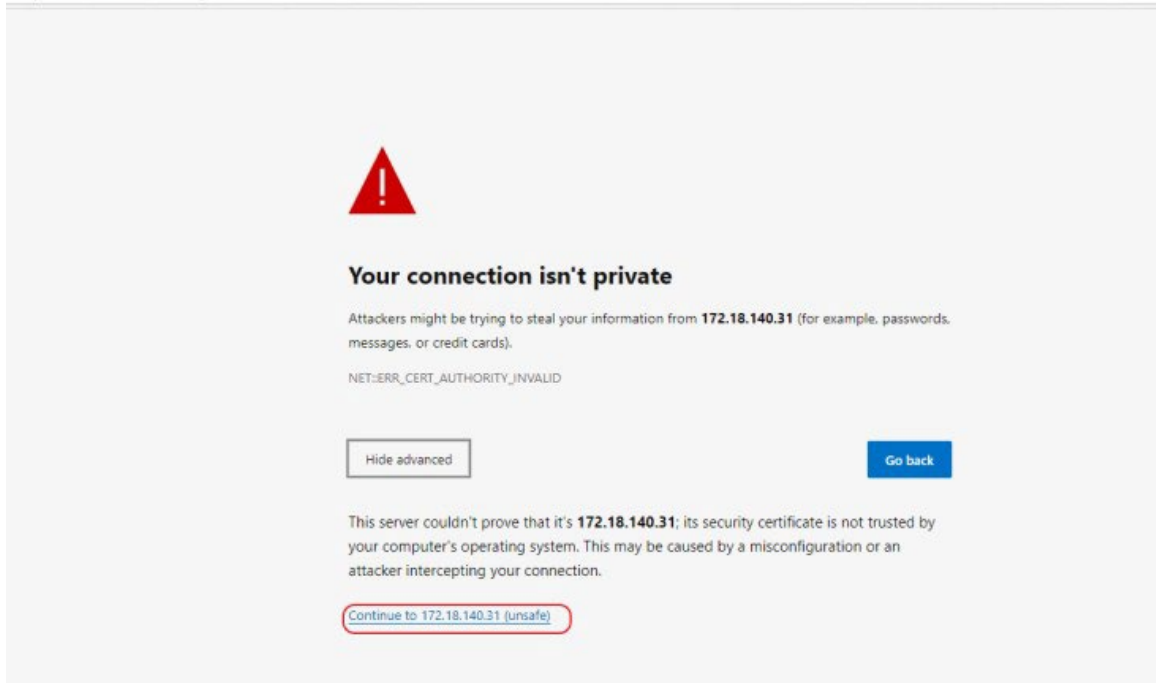 !
Your connection isn't private
Attackers might be trying to steal your information from 172.18.140.31 (for example, passwords,
messages, or credit cards).
NET::ERR_CERT_AUTHORITY_INVALID
Hide advanced
Go back
This server couldn't prove that it's 172.18.140.31; its security certificate is not trusted by
your computer's operating system. This may be caused by a misconfiguration or an
attacker intercepting your connection.
Continue to 172.18.140.31 (unsafe)